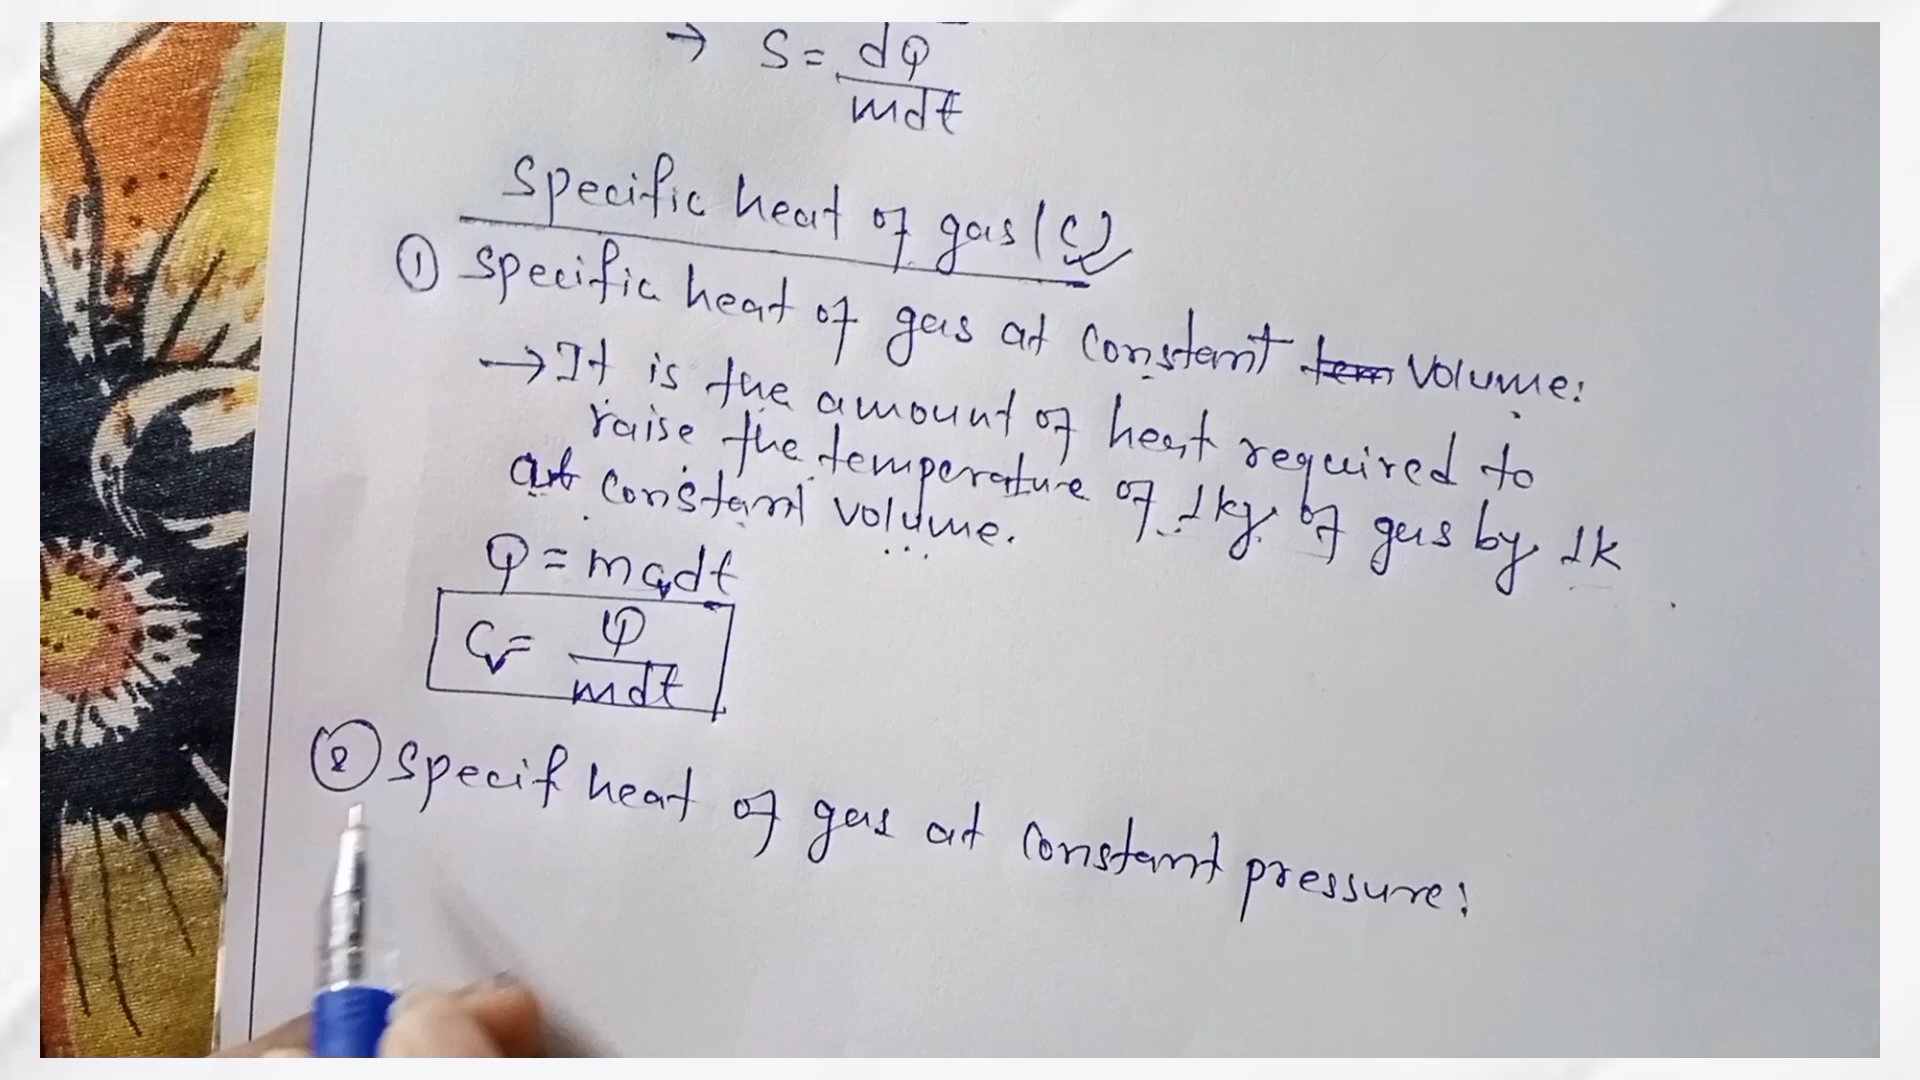 → S = dQ / mdt
Specific heat of gas (C)
① Specific heat of gas at constant tem volume:
→ It is the amount of heat required to
raise the temperature of 1kg of gas by 1K
at constant volume.
Q = mCvdt
Cv = Q / mdt
② Specif heat of gas at constant pressure: